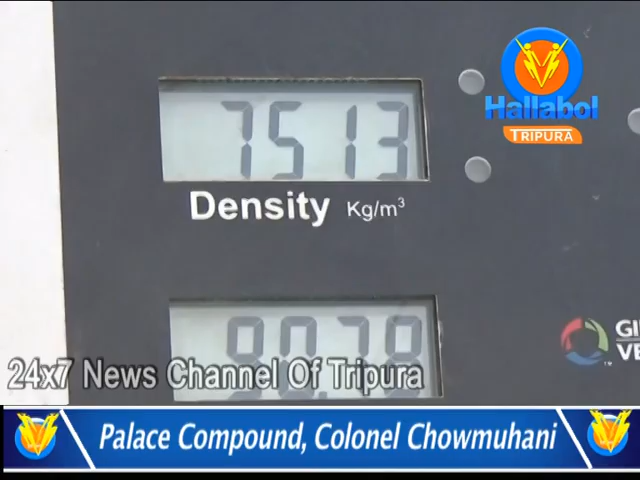 Hallabol
TRIPURA
7513
Density Kg/m³
24x7 News Channel Of Tripura
Palace Compound, Colonel Chowmuhani